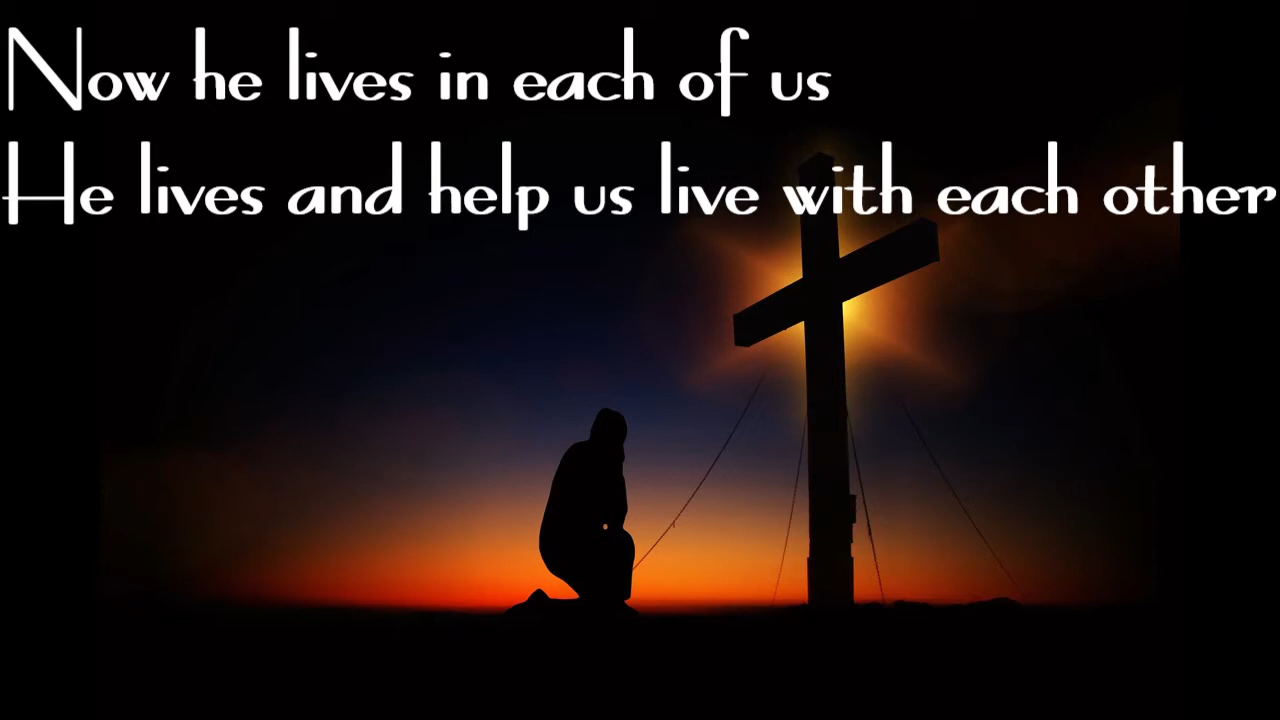 Now he lives in each of us
He lives and help us live with each other